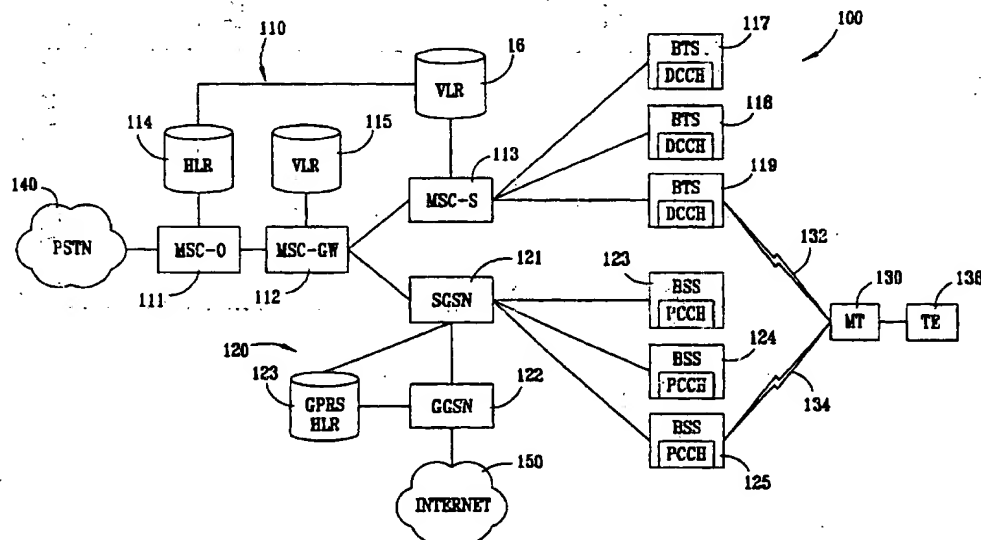 110
16
117
100
BTS
DCCH
VLR
118
114
115
BTS
DCCH
HLR
VLR
113
119
140
MSC-S
BTS
DCCH
PSTN
MSC-O
MSC-GW
121
132
111
112
123
130
136
SGSN
BSS
PCCH
MT
TE
120
124
123
122
BSS
PCCH
134
GPRS
HLR
GGSN
BSS
PCCH
150
125
INTERNET